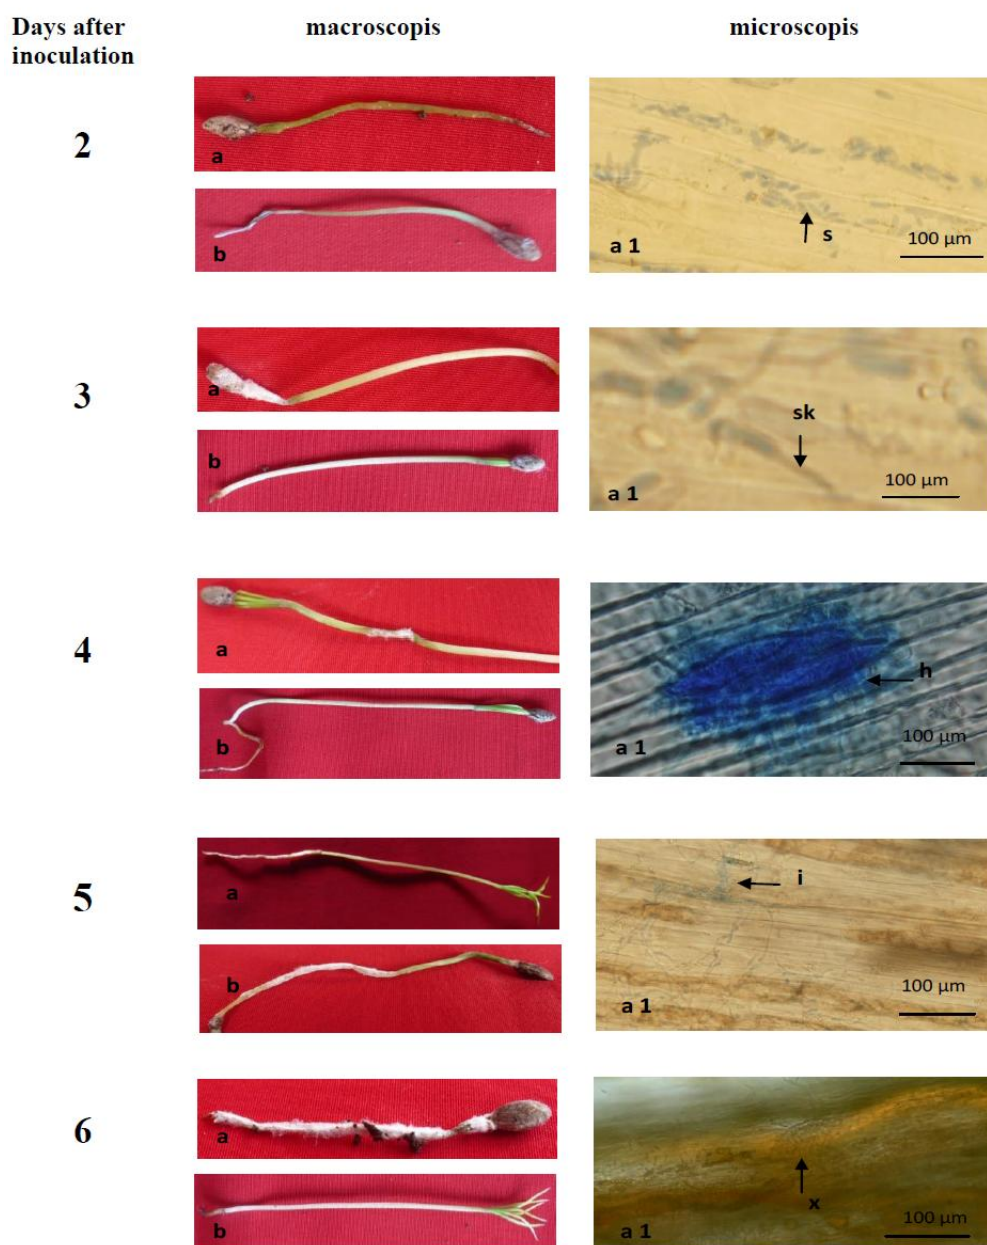 Days after
inoculation
macroscopis
microscopis
2
a
b
a 1
s
100 µm
3
a
b
sk
a 1
100 µm
4
a
b
h
a 1
100 µm
5
a
b
i
a 1
100 µm
6
a
b
x
a 1
100 µm